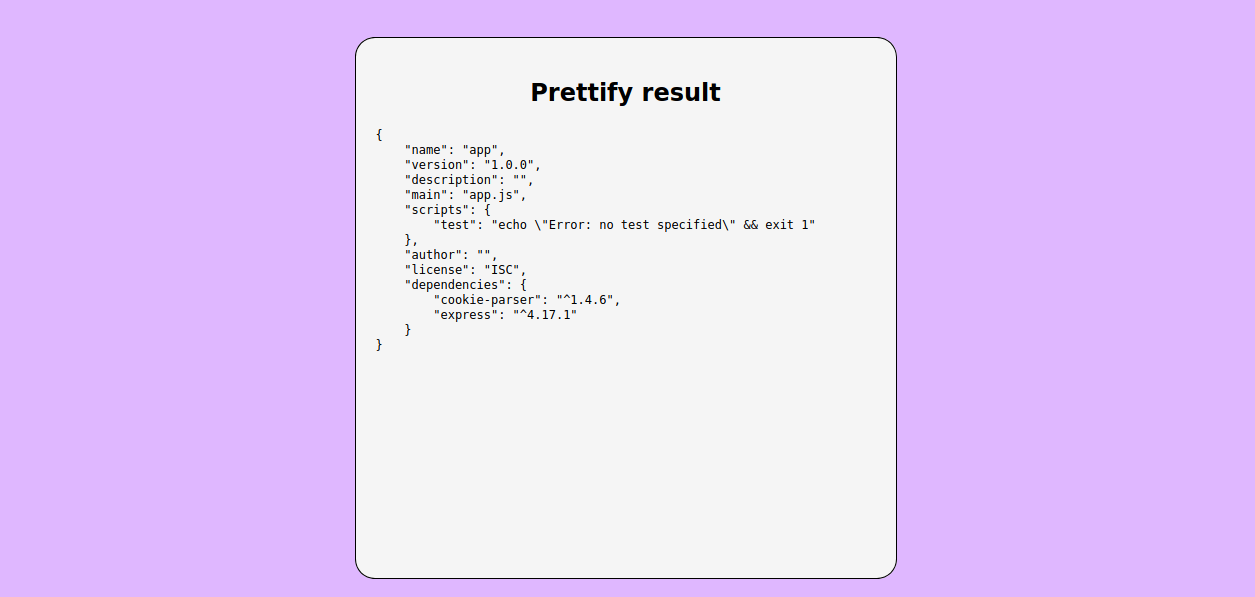 Prettify result
{
    "name": "app",
    "version": "1.0.0",
    "description": "",
    "main": "app.js",
    "scripts": {
        "test": "echo \"Error: no test specified\" && exit 1"
    },
    "author": "",
    "license": "ISC",
    "dependencies": {
        "cookie-parser": "^1.4.6",
        "express": "^4.17.1"
    }
}